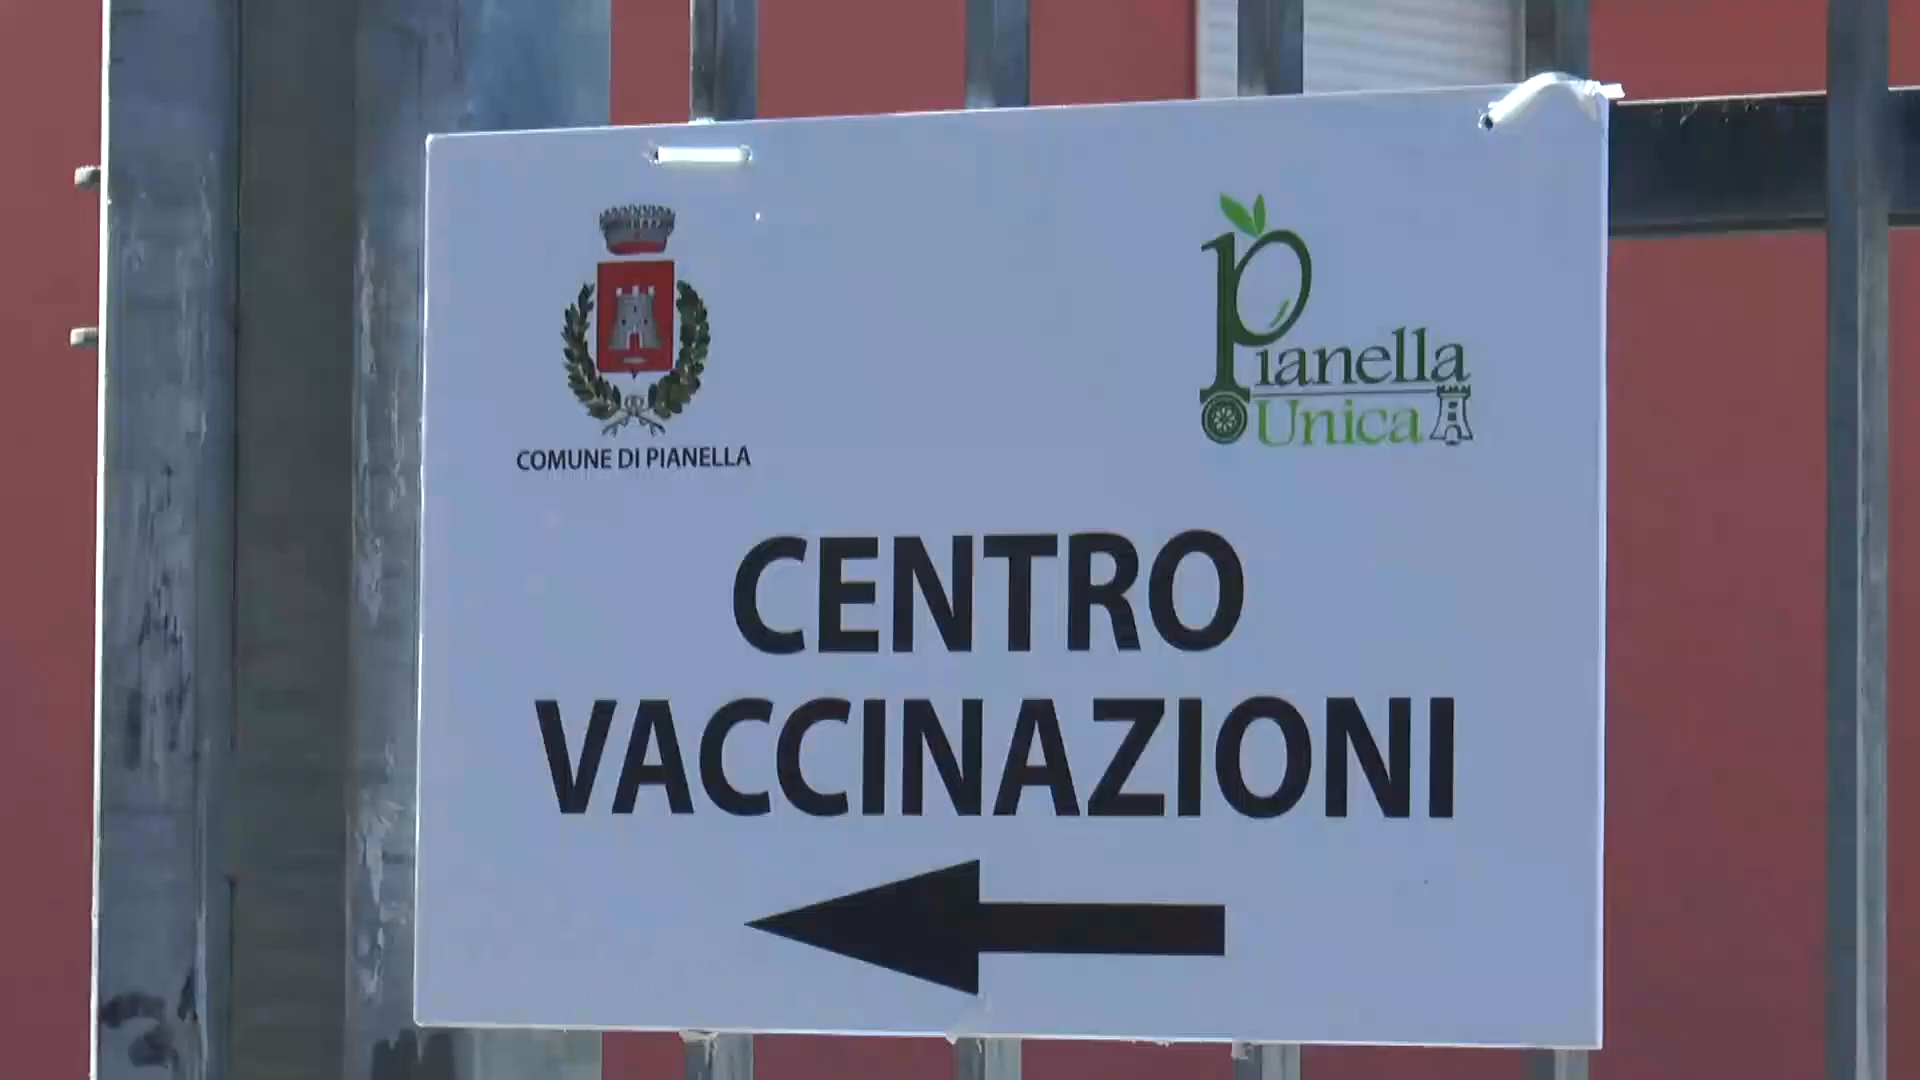 COMUNE DI PIANELLA
Pianella
Unica
CENTRO
VACCINAZIONI